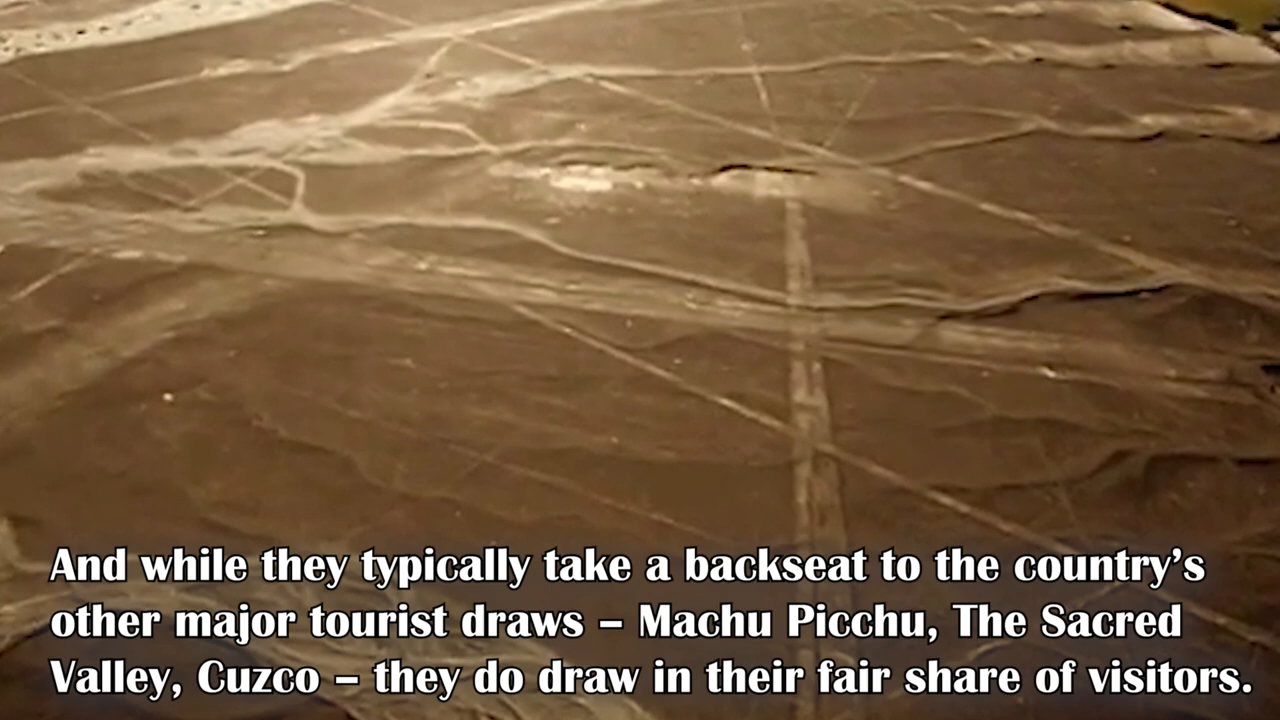 And while they typically take a backseat to the country’s
other major tourist draws – Machu Picchu, The Sacred
Valley, Cuzco – they do draw in their fair share of visitors.